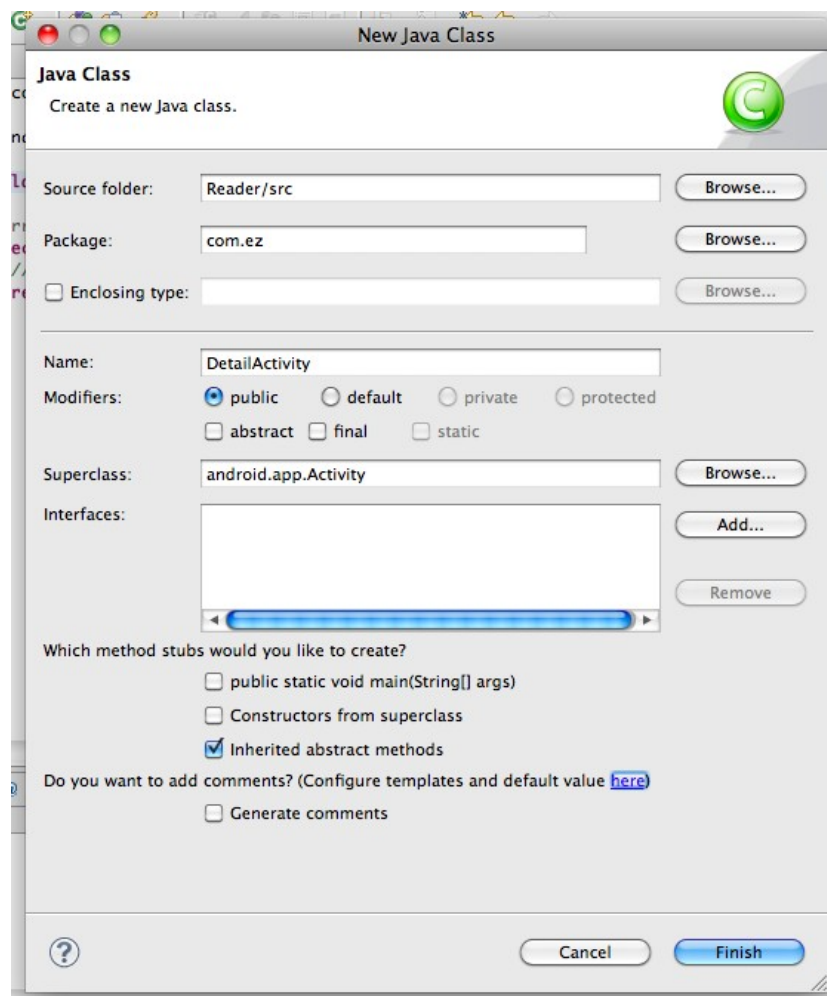 New Java Class
Java Class
Create a new Java class.
C
Source folder: Reader/src Browse...
Package: com.ez Browse...
Enclosing type: Browse...
Name: DetailActivity
Modifiers: public default private protected
abstract final static
Superclass: android.app.Activity Browse...
Interfaces: Add...
Remove
Which method stubs would you like to create?
public static void main(String[] args)
Constructors from superclass
Inherited abstract methods
Do you want to add comments? (Configure templates and default value here)
Generate comments
? Cancel Finish